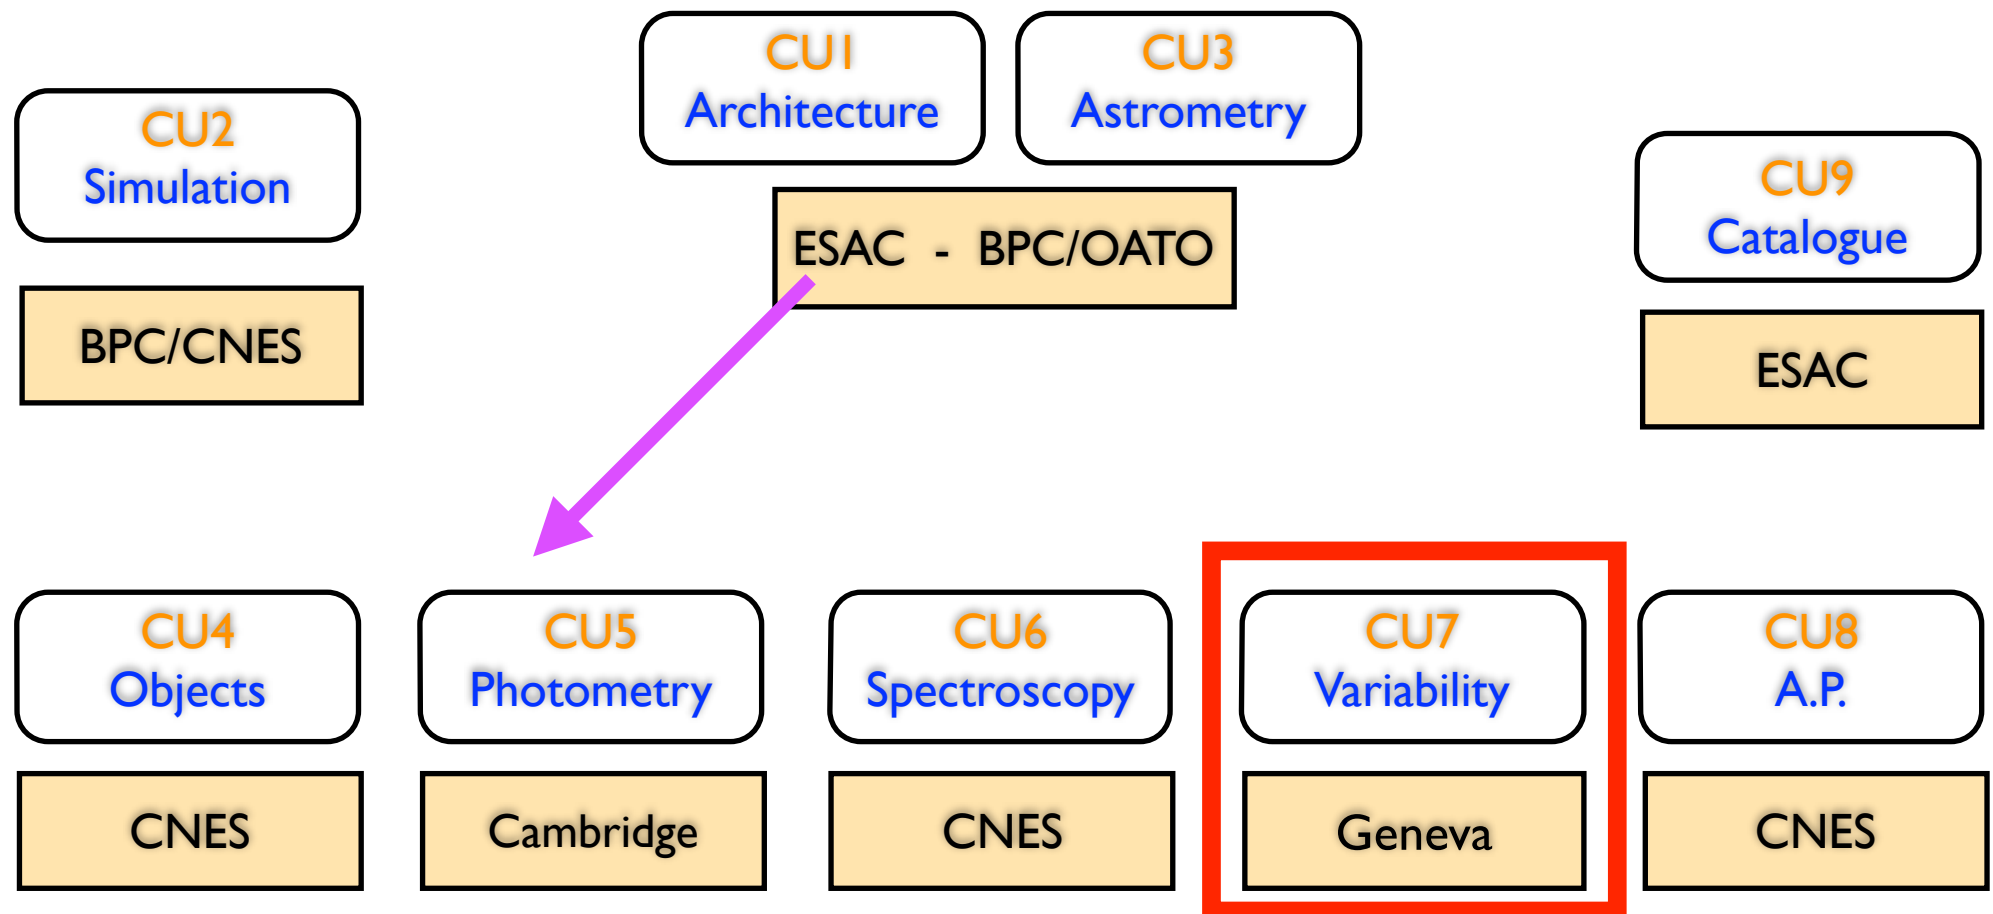 CU1
Architecture
CU3
Astrometry
ESAC - BPC/OATO
CU2
Simulation
BPC/CNES
CU9
Catalogue
ESAC
CU4
Objects
CNES
CU5
Photometry
Cambridge
CU6
Spectroscopy
CNES
CU7
Variability
Geneva
CU8
A.P.
CNES